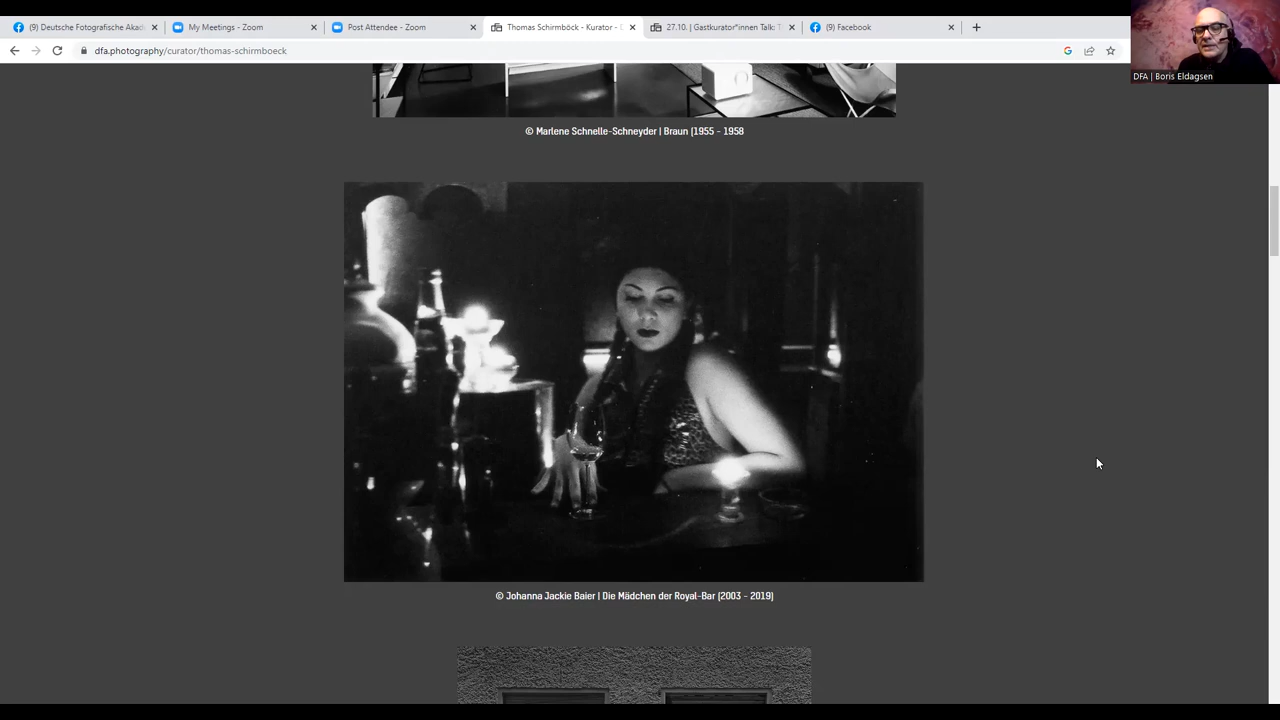 (9) Deutsche Fotografische Akad
My Meetings - Zoom
Post Attendee - Zoom
Thomas Schirmböck - Kurator -
27.10. | Gastkurator*innen Talk: T
(9) Facebook
dfa.photography/curator/thomas-schirmboeck
DFA | Boris Eldagsen
© Marlene Schnelle-Schneyder | Braun (1955 - 1958
© Johanna Jackie Baier | Die Mädchen der Royal-Bar (2003 - 2019)